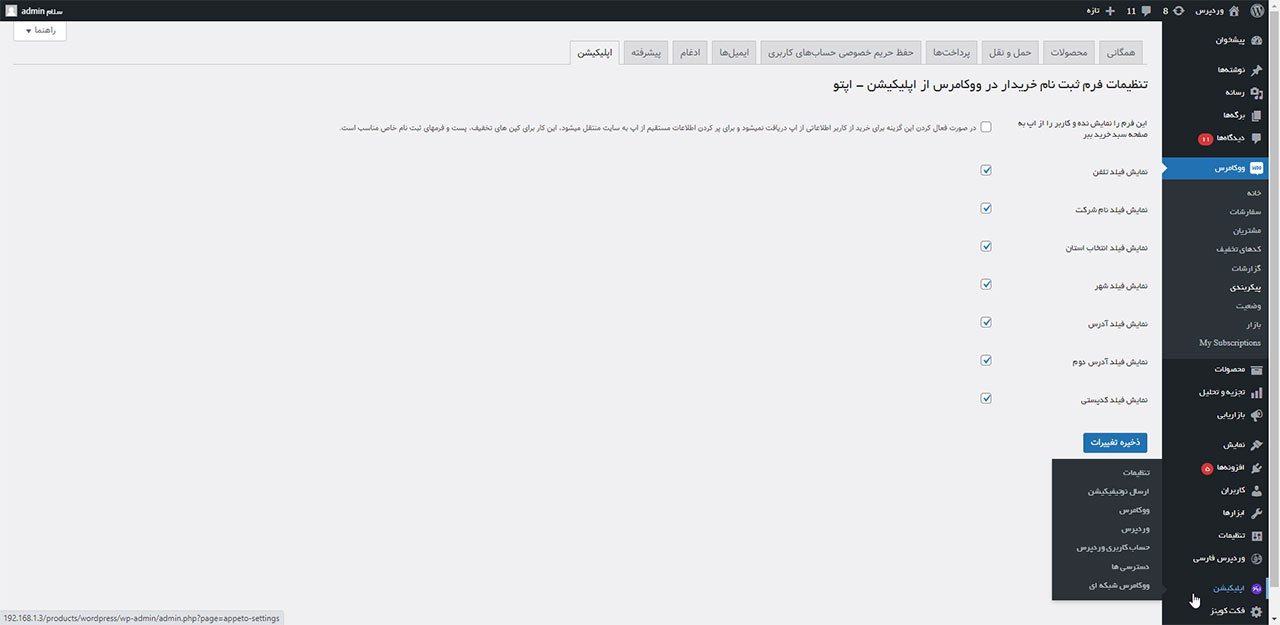 وردپرس
8
11
تازه
سلام admin
راهنما
پیشخوان
نوشته‌ها
رسانه
برگه‌ها
دیدگاه‌ها ۱۱
ووکامرس
خانه
سفارشات
مشتریان
کدهای تخفیف
گزارشات
پیکربندی
وضعیت
بازار
My Subscriptions
محصولات
تجزیه و تحلیل
بازاریابی
نمایش
افزونه‌ها ۵
کاربران
ابزارها
تنظیمات
وردپرس فارسی
اپلیکیشن
فکت کوینز
همگانی
محصولات
حمل و نقل
پرداخت‌ها
حفظ حریم خصوصی حساب‌های کاربری
ایمیل‌ها
ادغام
پیشرفته
اپلیکیشن
تنظیمات فرم ثبت نام خریدار در ووکامرس از اپلیکیشن - اپتو
این فرم را نمایش نده و کاربر را از اپ به
صفحه سبد خرید ببر
در صورت فعال کردن این گزینه برای خرید از کاربر اطلاعاتی از اپ دریافت نمیشود و برای پر کردن اطلاعات مستقیم از اپ به سایت منتقل میشود، این کار برای کپن های تخفیف، پست و فرمهای ثبت نام خاص مناسب است.
نمایش فیلد تلفن
نمایش فیلد نام شرکت
نمایش فیلد انتخاب استان
نمایش فیلد شهر
نمایش فیلد آدرس
نمایش فیلد آدرس دوم
نمایش فیلد کدپستی
ذخیره تغییرات
تنظیمات
ارسال نوتیفیکیشن
ووکامرس
وردپرس
حساب کاربری وردپرس
دسترسی ها
ووکامرس شبکه ای
192.168.1.3/products/wordpress/wp-admin/admin.php?page=appeto-settings